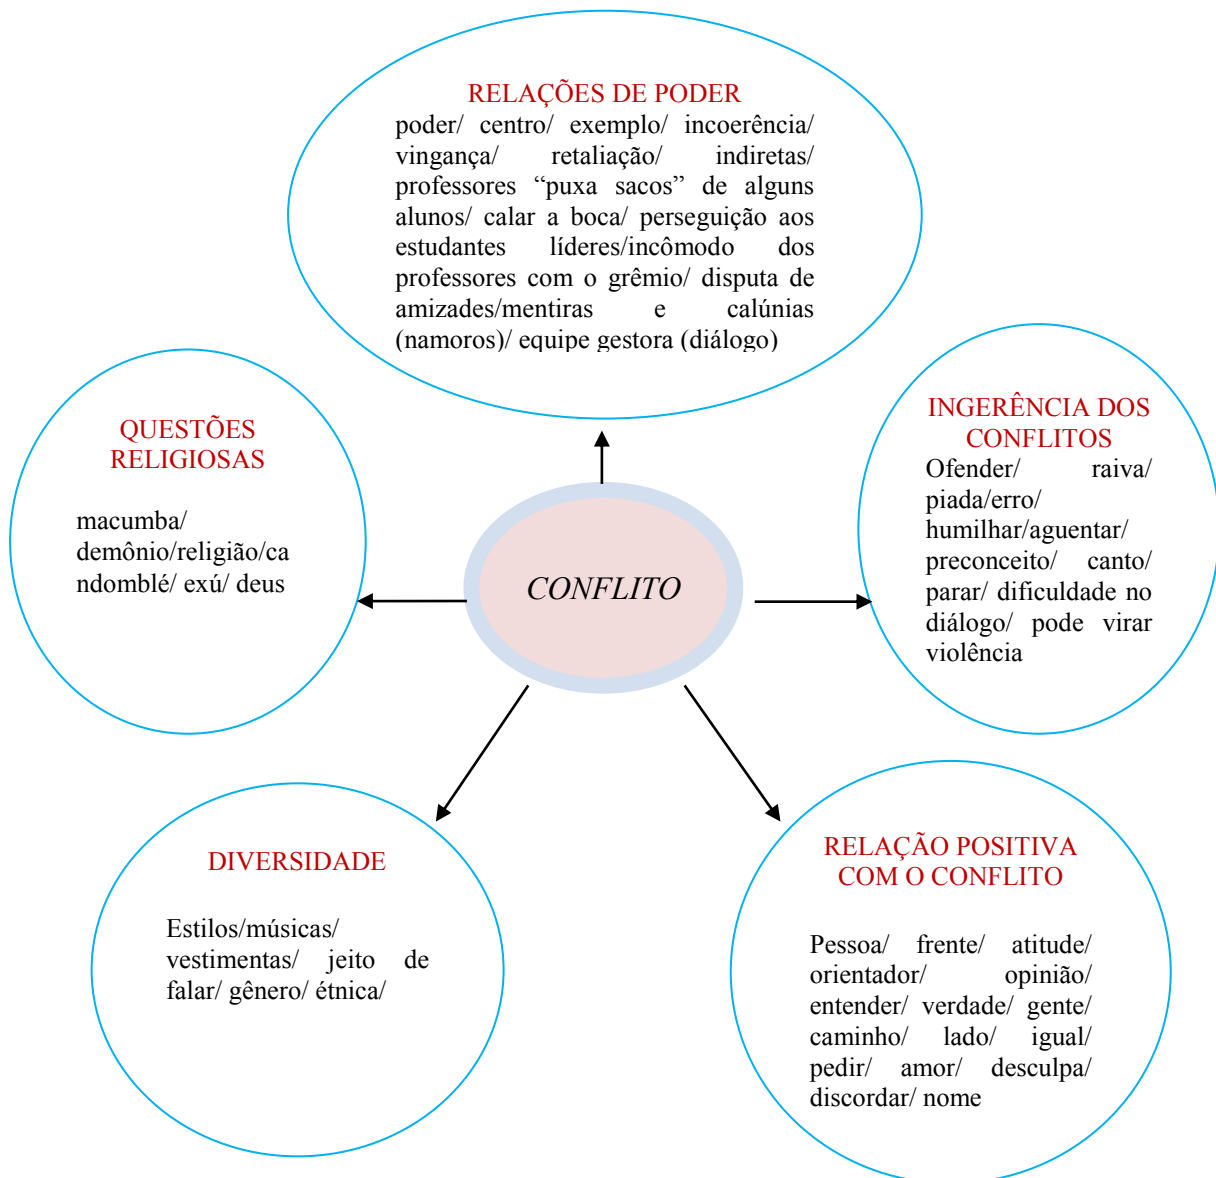 RELAÇÕES DE PODER
poder/ centro/ exemplo/ incoerência/
vingança/ retaliação/ indiretas/
professores “puxa sacos” de alguns
alunos/ calar a boca/ perseguição aos
estudantes líderes/incômodo dos
professores com o grêmio/ disputa de
amizades/mentiras e calúnias
(namoros)/ equipe gestora (diálogo)
QUESTÕES
RELIGIOSAS
macumba/
demônio/religião/ca
ndomblé/ exú/ deus
CONFLITO
INGERÊNCIA DOS
CONFLITOS
Ofender/ raiva/
piada/erro/
humilhar/aguentar/
preconceito/ canto/
parar/ dificuldade no
diálogo/ pode virar
violência
DIVERSIDADE
Estilos/músicas/
vestimentas/ jeito de
falar/ gênero/ étnica/
RELAÇÃO POSITIVA
COM O CONFLITO
Pessoa/ frente/ atitude/
orientador/ opinião/
entender/ verdade/ gente/
caminho/ lado/ igual/
pedir/ amor/ desculpa/
discordar/ nome